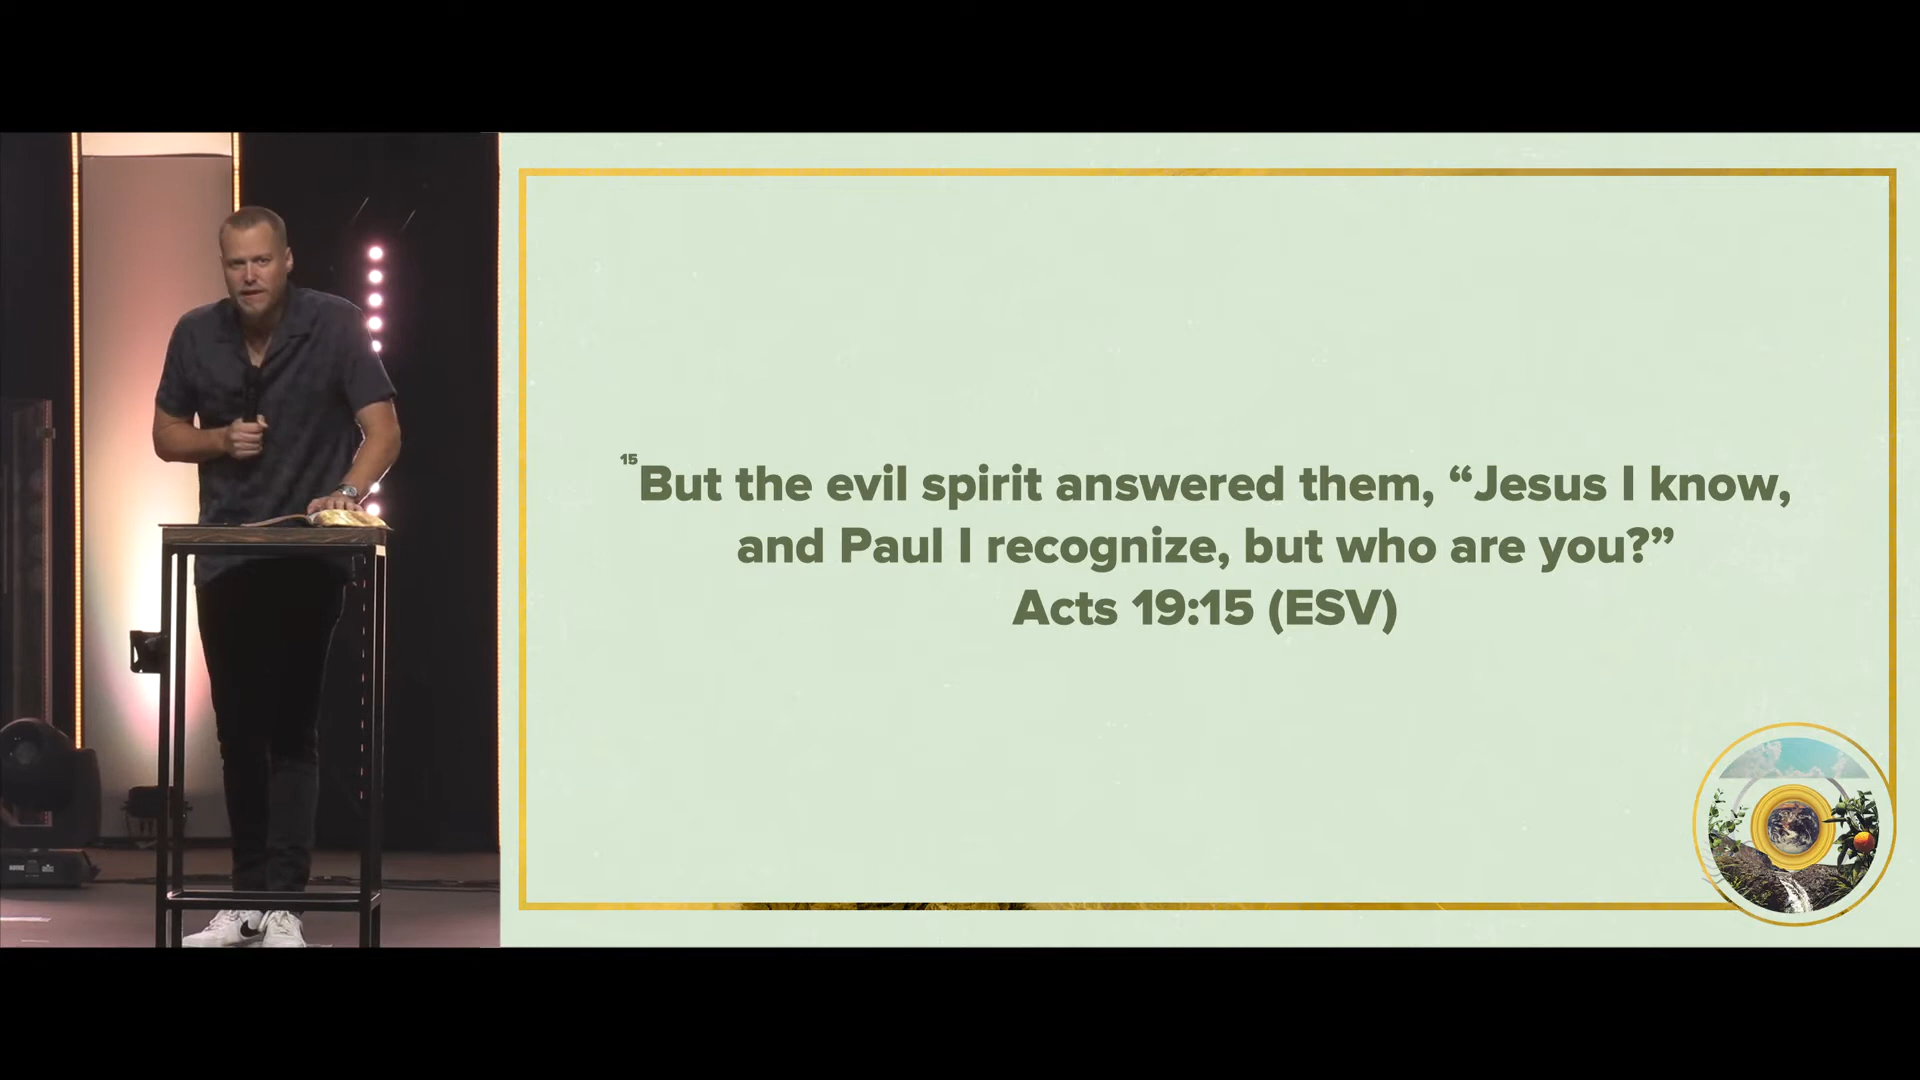 ¹⁵But the evil spirit answered them, “Jesus I know,
and Paul I recognize, but who are you?”
Acts 19:15 (ESV)